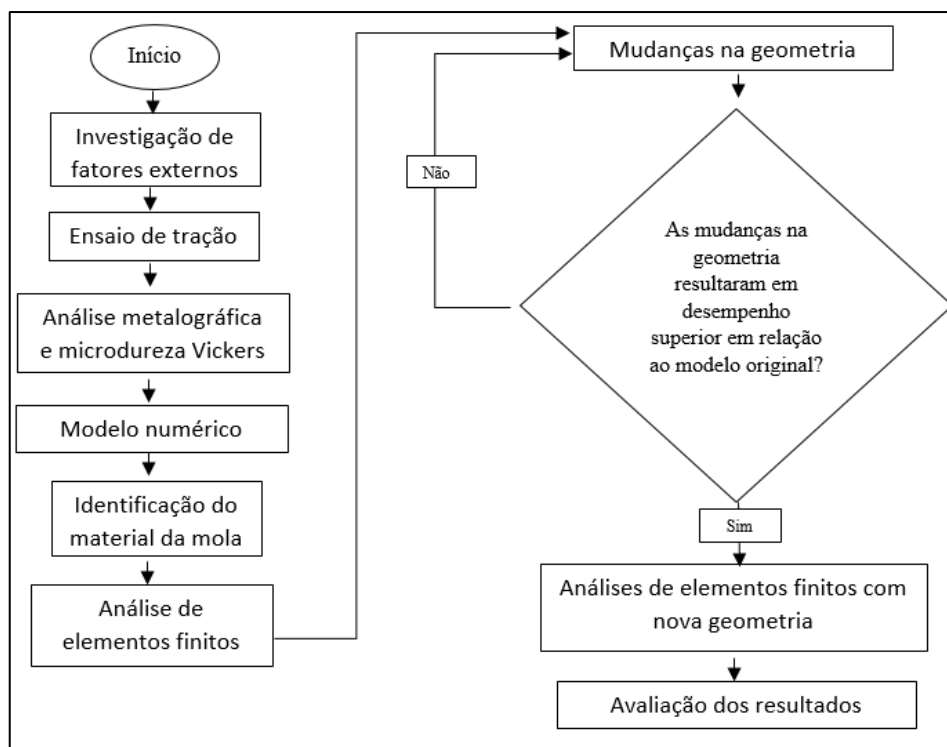 Início
Investigação de
fatores externos
Ensaio de tração
Análise metalográfica
e microdureza Vickers
Modelo numérico
Identificação do
material da mola
Análise de
elementos finitos
Mudanças na geometria
Não
As mudanças na
geometria
resultaram em
desempenho
superior em relação
ao modelo original?
Sim
Análises de elementos finitos com
nova geometria
Avaliação dos resultados